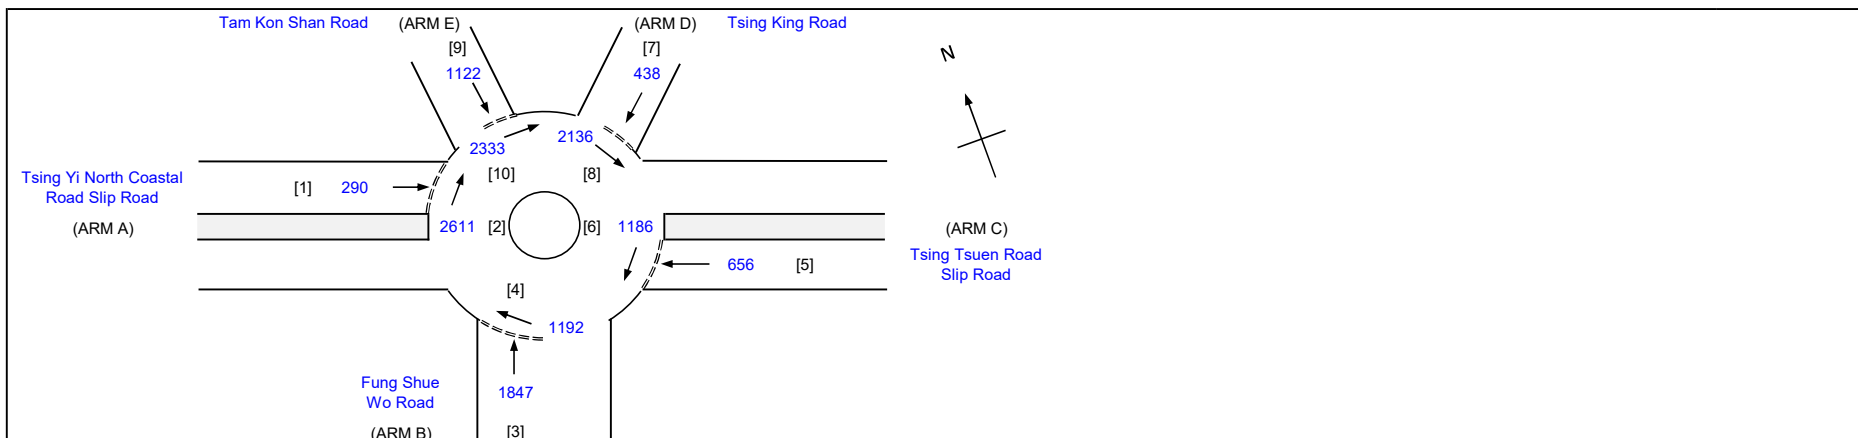 Tam Kon Shan Road
(ARM E)
(ARM D)
Tsing King Road
[9]
[7]
N
1122
438
2333
2136
Tsing Yi North Coastal
Road Slip Road
(ARM A)
[1]
290
[10]
[8]
2611
[2]
[6]
1186
(ARM C)
Tsing Tsuen Road
Slip Road
656
[5]
[4]
1192
Fung Shue
Wo Road
(ARM B)
1847
[3]